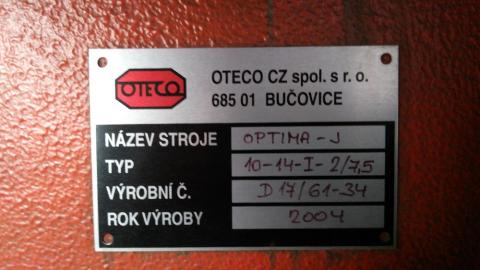 OTECO
OTECO CZ spol. s r. o.
685 01 BUČOVICE
NÁZEV STROJE OPTIMA-J
TYP 10-14-I-2/7,5
VÝROBNÍ Č. D17/61-34
ROK VÝROBY 2004